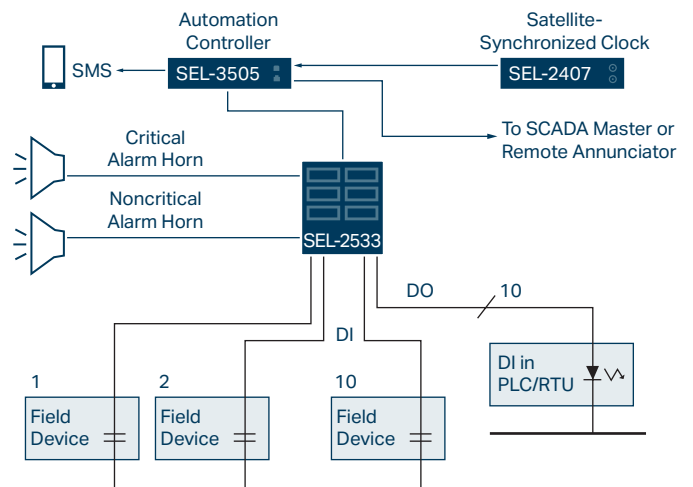 Automation
Controller
Satellite-
Synchronized Clock
SMS
SEL-3505
SEL-2407
To SCADA Master or
Remote Annunciator
Critical
Alarm Horn
Noncritical
Alarm Horn
SEL-2533
DO
10
DI
DI in
PLC/RTU
1
2
10
Field
Device
Field
Device
Field
Device